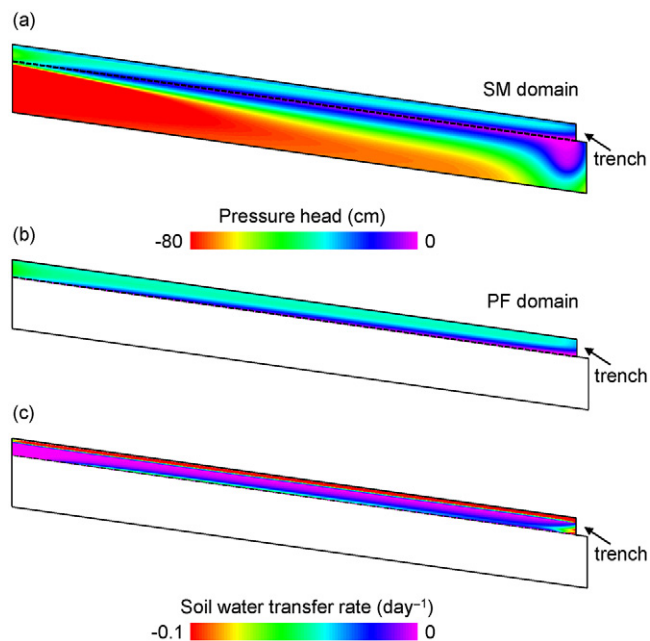 (a)
SM domain
trench
Pressure head (cm)
-80 0
(b)
PF domain
trench
(c)
trench
Soil water transfer rate (day⁻¹)
-0.1 0